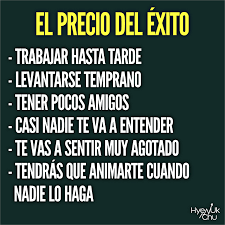 EL PRECIO DEL ÉXITO
- TRABAJAR HASTA TARDE
- LEVANTARSE TEMPRANO
- TENER POCOS AMIGOS
- CASI NADIE TE VA A ENTENDER
- TE VAS A SENTIR MUY AGOTADO
- TENDRÁS QUE ANIMARTE CUANDO
NADIE LO HAGA
HyenUk
Chu